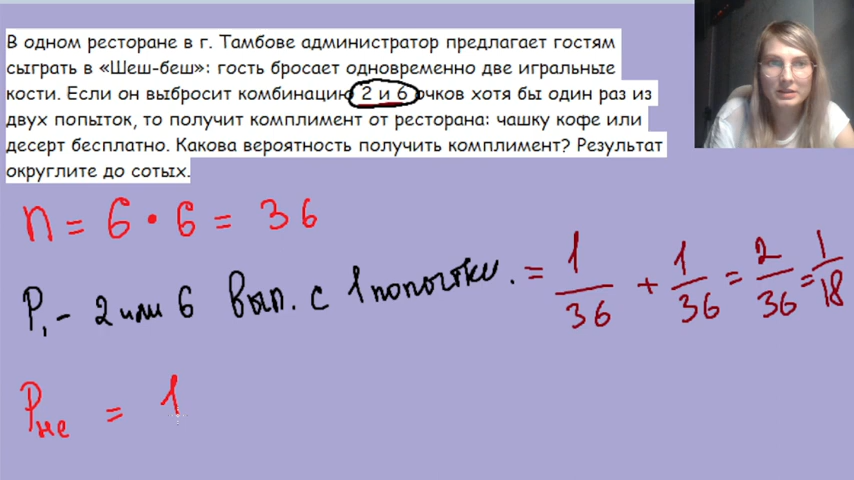 В одном ресторане в г. Тамбове администратор предлагает гостям
сыграть в «Шеш-беш»: гость бросает одновременно две игральные
кости. Если он выбросит комбинацию 2 и 6 очков хотя бы один раз из
двух попыток, то получит комплимент от ресторана: чашку кофе или
десерт бесплатно. Какова вероятность получить комплимент? Результат
округлите до сотых.
n = 6 • 6 = 36
P₁ - 2 или 6 вып. с 1 попытки. = 1/36 + 1/36 = 2/36 = 1/18
Pне = 1